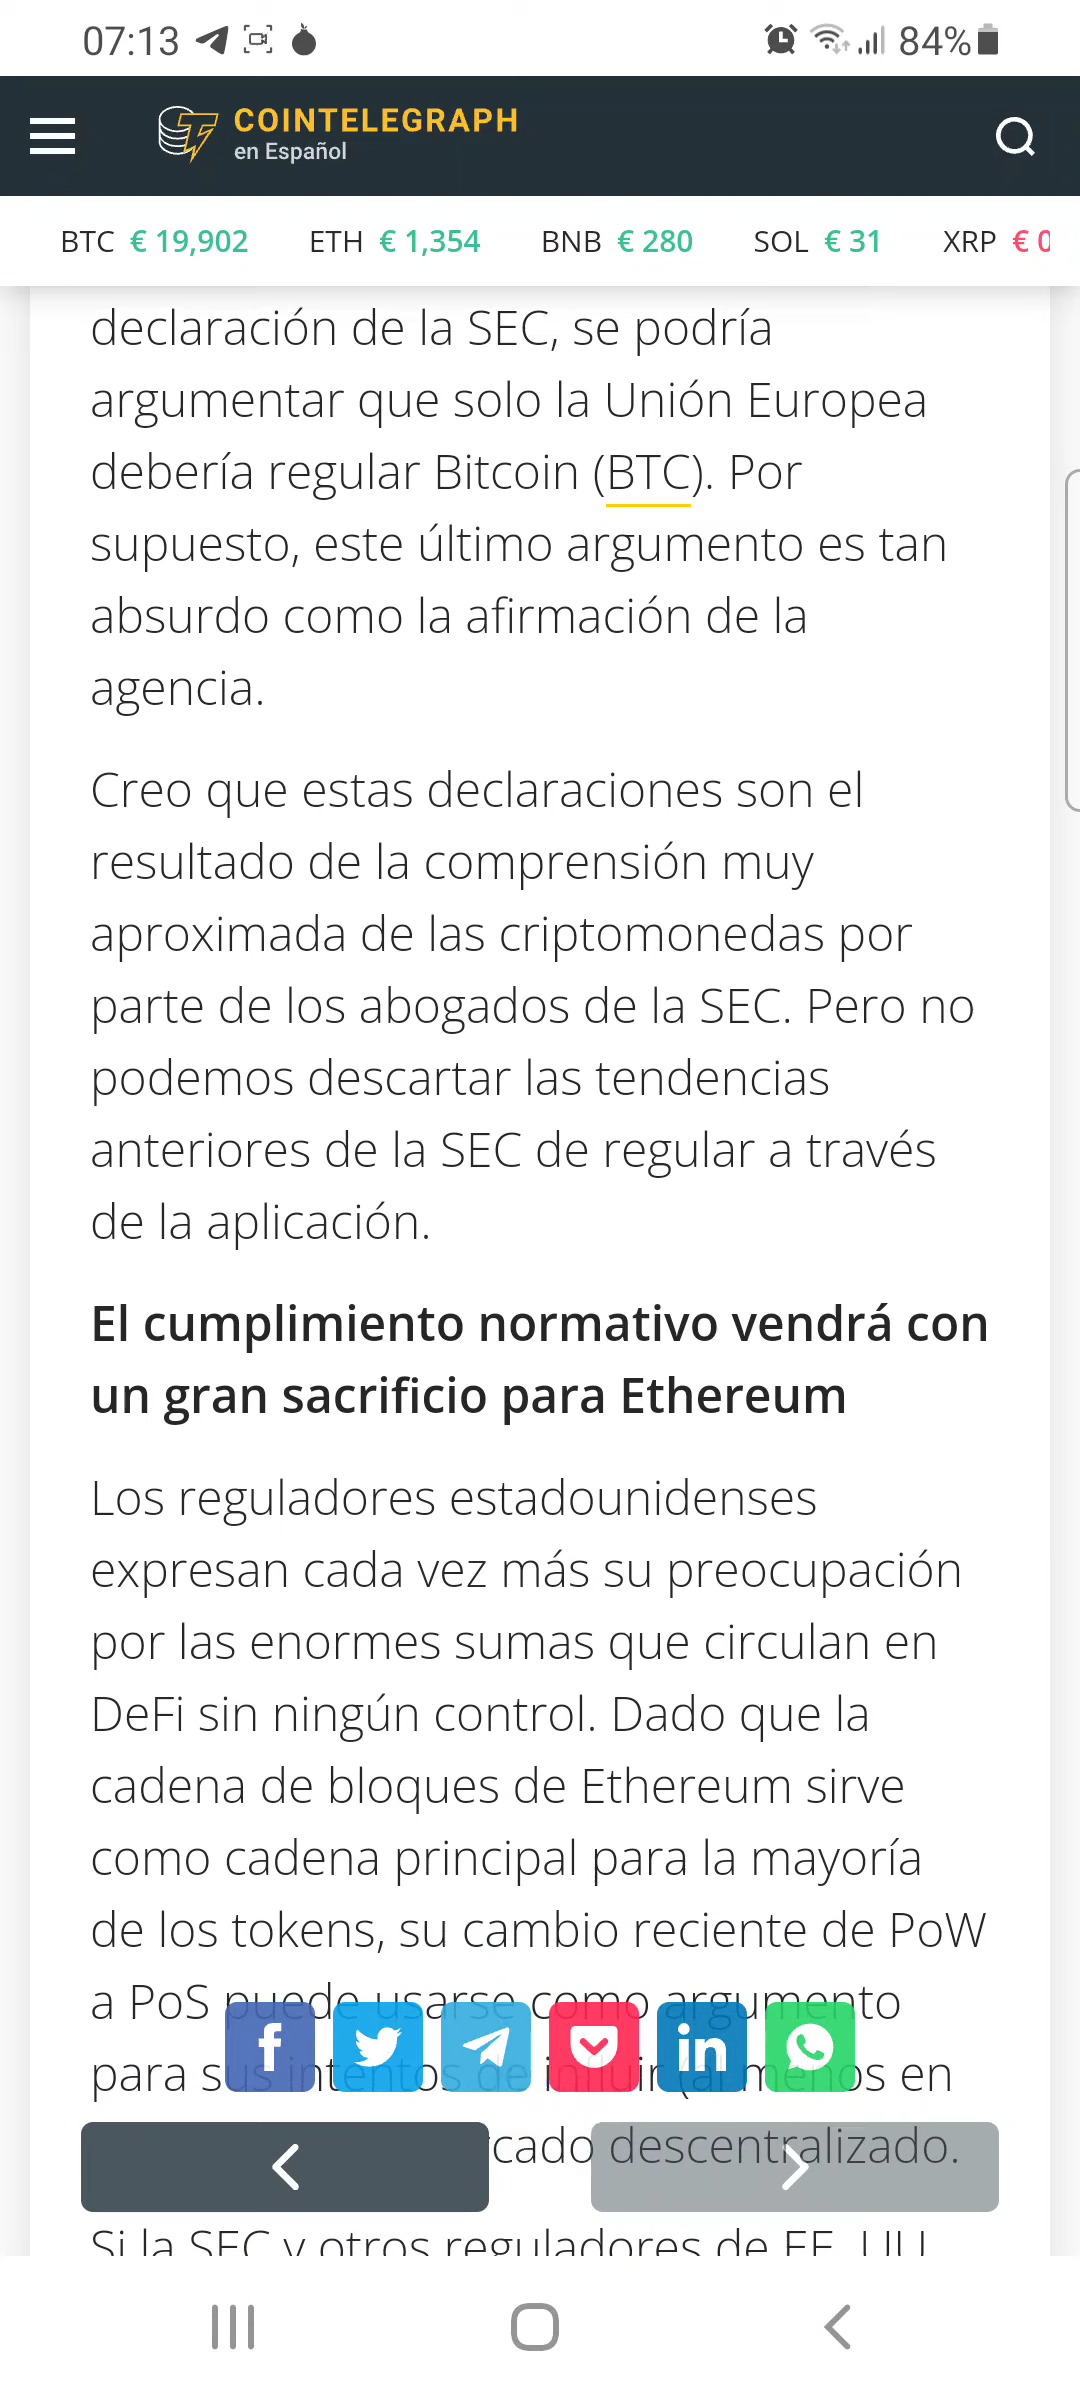 07:13
84%
COINTELEGRAPH
en Español
BTC € 19,902 ETH € 1,354 BNB € 280 SOL € 31 XRP € 0
declaración de la SEC, se podría
argumentar que solo la Unión Europea
debería regular Bitcoin (BTC). Por
supuesto, este último argumento es tan
absurdo como la afirmación de la
agencia.
Creo que estas declaraciones son el
resultado de la comprensión muy
aproximada de las criptomonedas por
parte de los abogados de la SEC. Pero no
podemos descartar las tendencias
anteriores de la SEC de regular a través
de la aplicación.
El cumplimiento normativo vendrá con
un gran sacrificio para Ethereum
Los reguladores estadounidenses
expresan cada vez más su preocupación
por las enormes sumas que circulan en
DeFi sin ningún control. Dado que la
cadena de bloques de Ethereum sirve
como cadena principal para la mayoría
de los tokens, su cambio reciente de PoW
a PoS puede usarse como argumento
para sus intentos de influir (al menos en
cado descentralizado.
Si la SEC y otros reguladores de EE. UU.